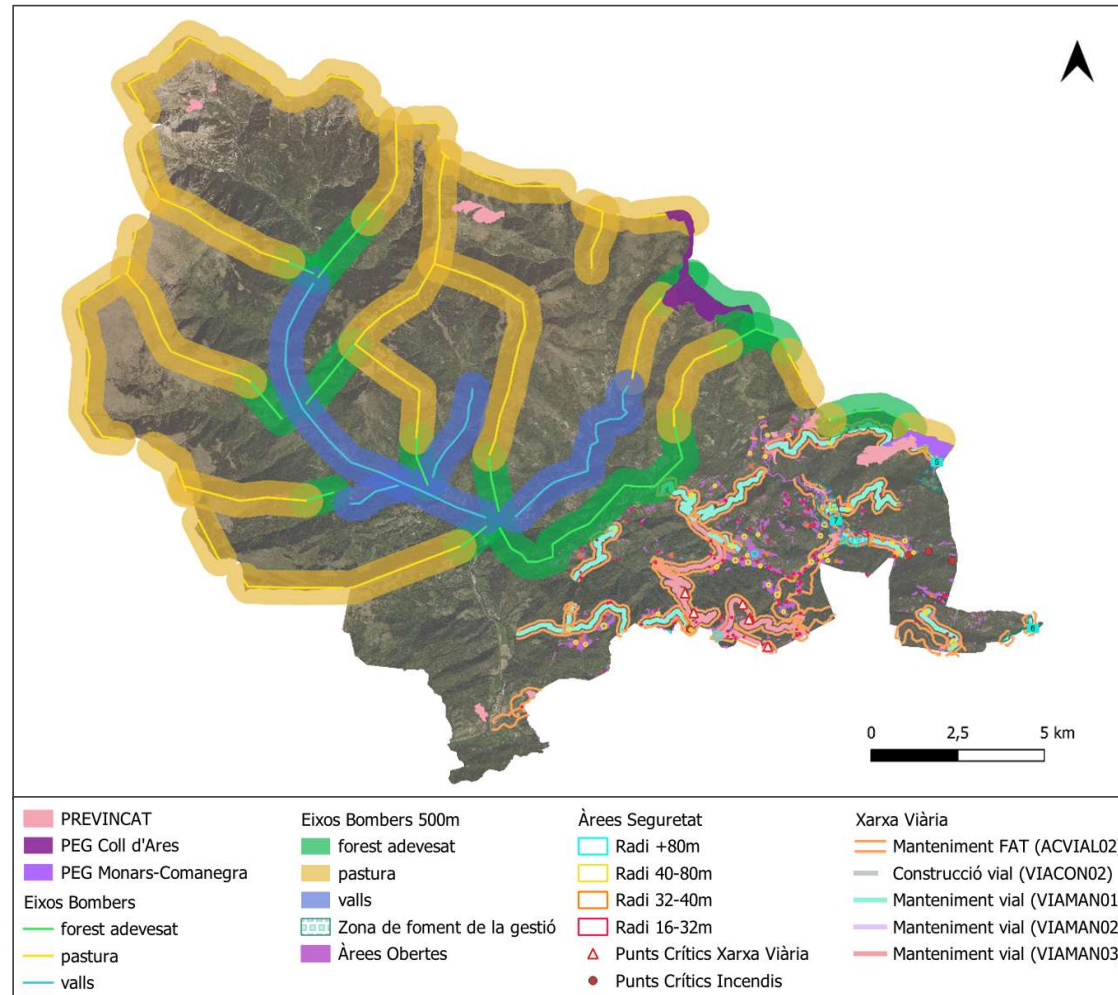 5
7
6
0 2,5 5 km
PREVINCAT
PEG Coll d'Ares
PEG Monars-Comanegra
Eixos Bombers
forest adevesat
pastura
valls
Eixos Bombers 500m
forest adevesat
pastura
valls
Zona de foment de la gestió
Àrees Obertes
Àrees Seguretat
Radi +80m
Radi 40-80m
Radi 32-40m
Radi 16-32m
Punts Crítics Xarxa Viària
Punts Crítics Incendis
Xarxa Viària
Manteniment FAT (ACVIAL02)
Construcció vial (VIACON02)
Manteniment vial (VIAMAN01)
Manteniment vial (VIAMAN02)
Manteniment vial (VIAMAN03)